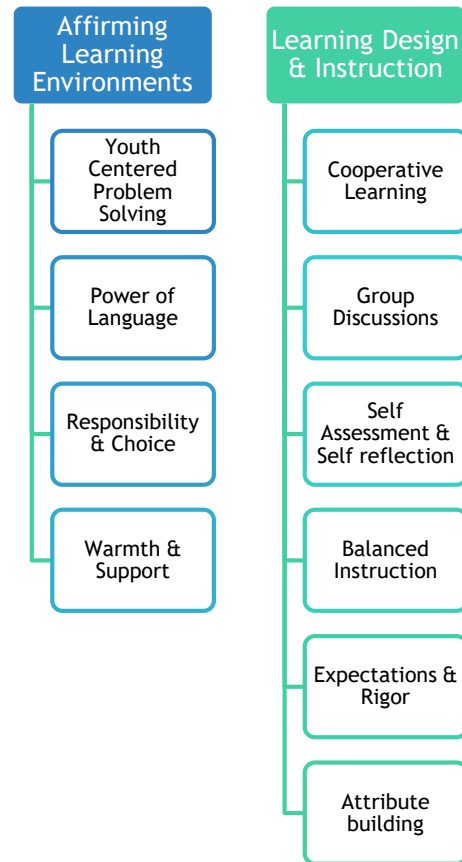 Affirming
Learning
Environments
Youth
Centered
Problem
Solving
Power of
Language
Responsibility
& Choice
Warmth &
Support
Learning Design
& Instruction
Cooperative
Learning
Group
Discussions
Self
Assessment &
Self reflection
Balanced
Instruction
Expectations &
Rigor
Attribute
building